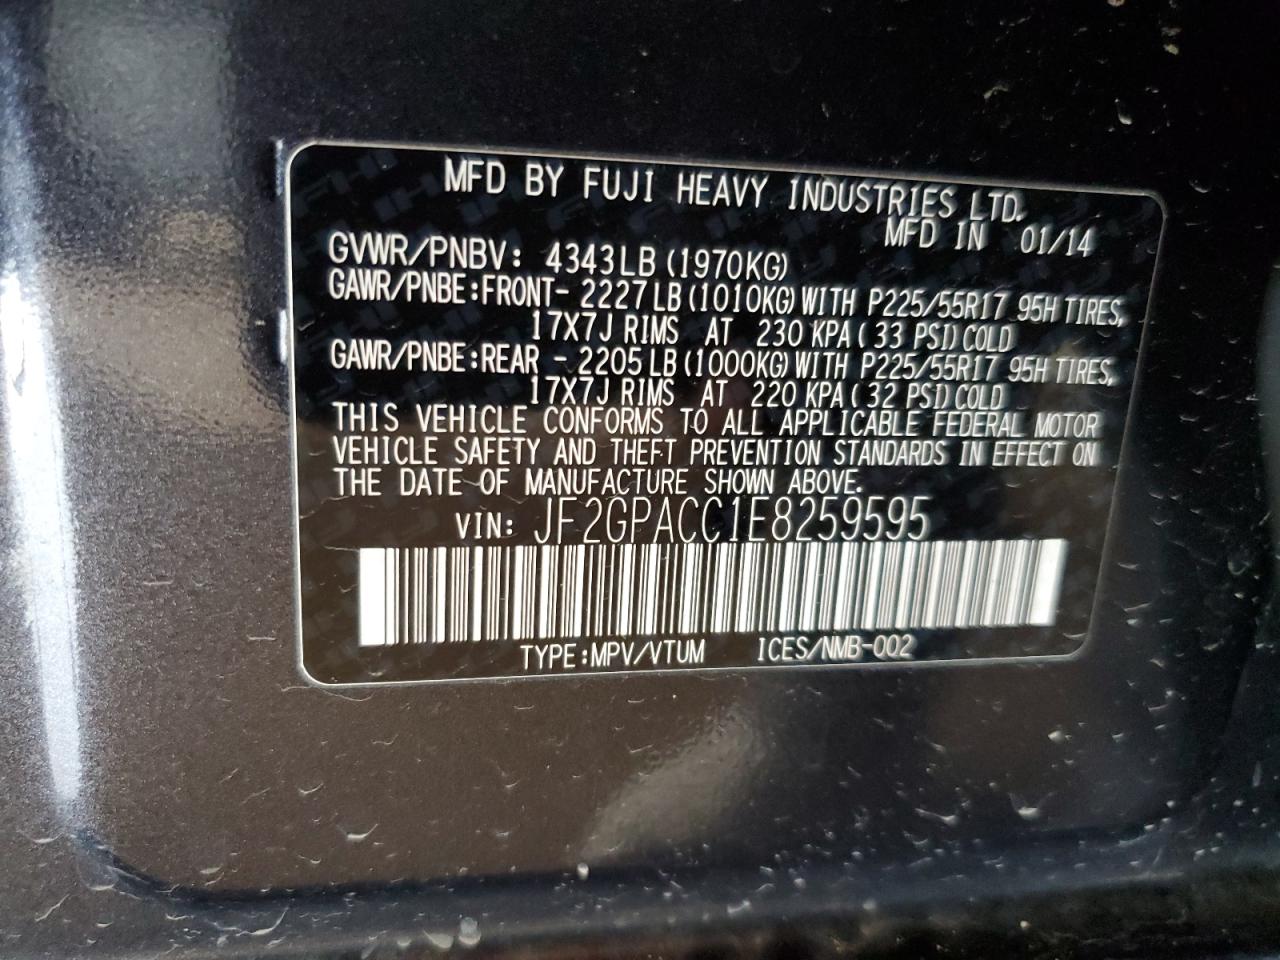 MFD BY FUJI HEAVY INDUSTRIES LTD.
MFD IN 01/14
GVWR/PNBV: 4343LB (1970KG)
GAWR/PNBE:FRONT- 2227LB (1010KG) WITH P225/55R17 95H TIRES,
17X7J RIMS AT 230 KPA (33 PSI) COLD
GAWR/PNBE:REAR - 2205LB (1000KG) WITH P225/55R17 95H TIRES,
17X7J RIMS AT 220 KPA (32 PSI) COLD
THIS VEHICLE CONFORMS TO ALL APPLICABLE FEDERAL MOTOR
VEHICLE SAFETY AND THEFT PREVENTION STANDARDS IN EFFECT ON
THE DATE OF MANUFACTURE SHOWN ABOVE.
VIN: JF2GPACC1E8259595
TYPE:MPV/VTUM ICES/NMB-002